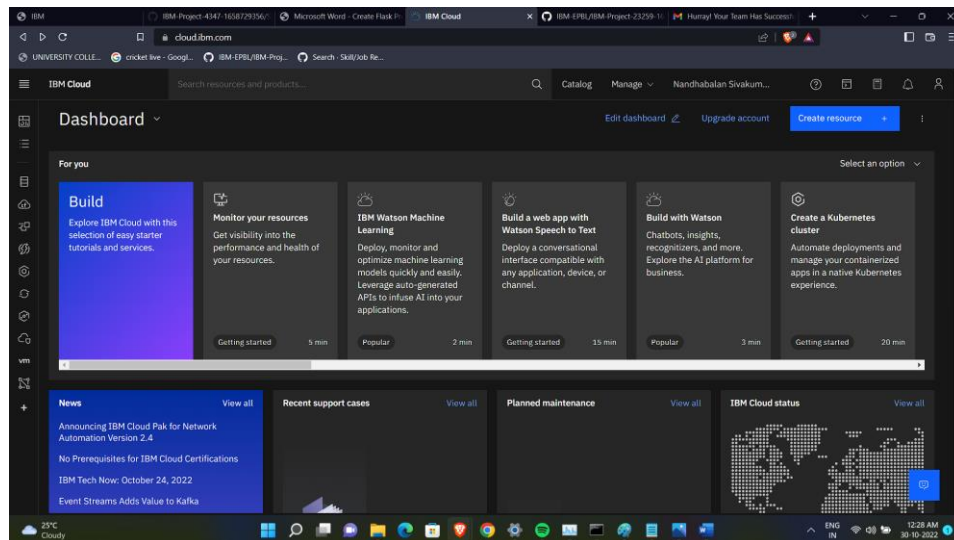 IBM
IBM-Project-4347-1658729356/
Microsoft Word - Create Flask Pr
IBM Cloud
IBM-EPBL/IBM-Project-23259-1
Hurray! Your Team Has Success
cloud.ibm.com
UNIVERSITY COLLE...
cricket live - Googl...
IBM-EPBL/IBM-Proj...
Search · Skill/Job Re...
IBM Cloud
Search resources and products...
Catalog
Manage
Nandhabalan Sivakum...
Dashboard
Edit dashboard
Upgrade account
Create resource +
For you
Select an option
Build
Explore IBM Cloud with this
selection of easy starter
tutorials and services.
Monitor your resources
Get visibility into the
performance and health of
your resources.
Getting started
5 min
IBM Watson Machine
Learning
Deploy, monitor and
optimize machine learning
models quickly and easily.
Leverage auto-generated
APIs to infuse AI into your
applications.
Popular
2 min
Build a web app with
Watson Speech to Text
Deploy a conversational
interface compatible with
any application, device, or
channel.
Getting started
15 min
Build with Watson
Chatbots, insights,
recognitizers, and more.
Explore the AI platform for
business.
Popular
3 min
Create a Kubernetes
cluster
Automate deployments and
manage your containerized
apps in a native Kubernetes
experience.
Getting started
20 min
vm
News
View all
Announcing IBM Cloud Pak for Network
Automation Version 2.4
No Prerequisites for IBM Cloud Certifications
IBM Tech Now: October 24, 2022
Event Streams Adds Value to Kafka
Recent support cases
View all
Planned maintenance
View all
IBM Cloud status
View all
25°C
Cloudy
ENG
IN
12:28 AM
30-10-2022